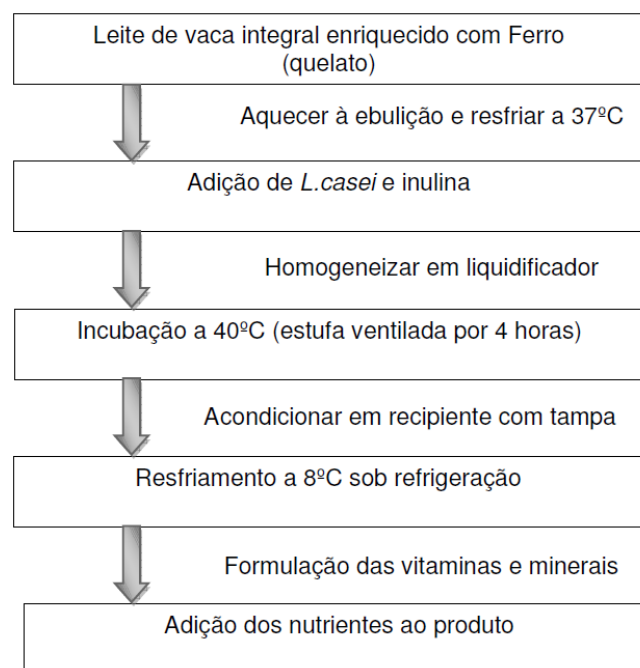 Leite de vaca integral enriquecido com Ferro
(quelato)
Aquecer à ebulição e resfriar a 37ºC
Adição de L.casei e inulina
Homogeneizar em liquidificador
Incubação a 40ºC (estufa ventilada por 4 horas)
Acondicionar em recipiente com tampa
Resfriamento a 8ºC sob refrigeração
Formulação das vitaminas e minerais
Adição dos nutrientes ao produto